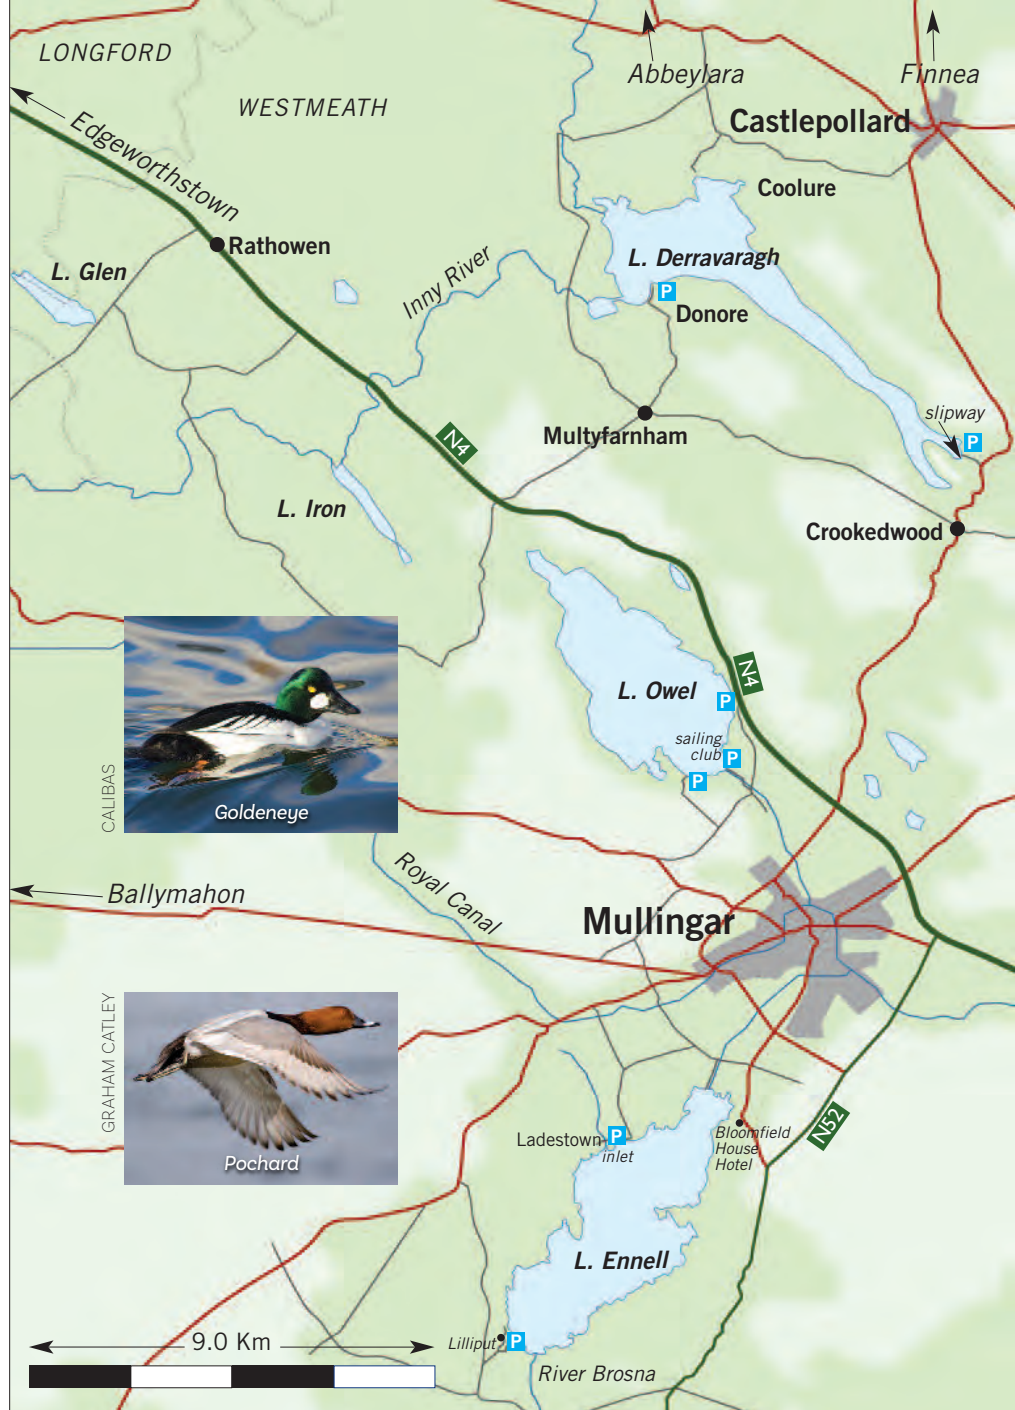 LONGFORD
WESTMEATH
Abbeylara
Finnea
Castlepollard
Edgeworthstown
Coolure
Rathowen
L. Glen
L. Derravaragh
Inny River
P
Donore
slipway
P
Multyfarnham
N4
L. Iron
Crookedwood
N4
L. Owel
P
sailing
club
P
P
CALIBAS
Goldeneye
Royal Canal
Ballymahon
Mullingar
GRAHAM CATLEY
Pochard
N52
Ladestown
P
inlet
Bloomfield
House
Hotel
L. Ennell
9.0 Km
Lilliput
P
River Brosna